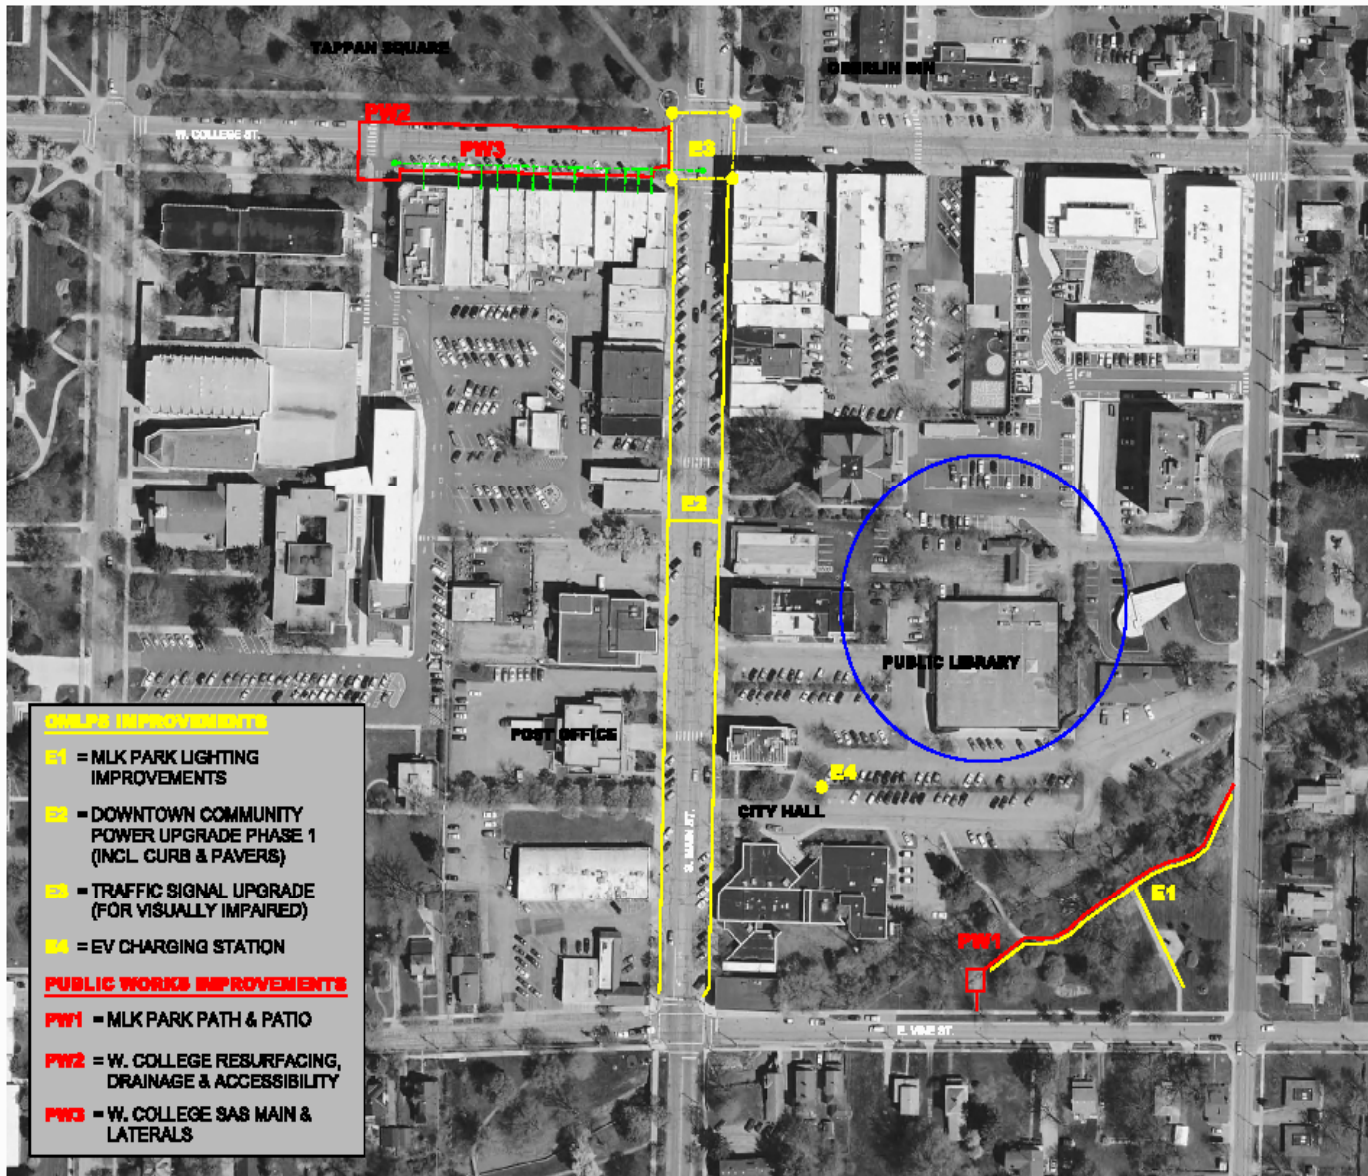 TAPPAN SQUARE
OBERLIN INN
PW2
W. COLLEGE ST.
PW3
E3
E2
PUBLIC LIBRARY
POST OFFICE
E4
CITY HALL
S. MAIN ST.
E1
PW1
E. VINE ST.
OMLPS IMPROVEMENTS
E1 = MLK PARK LIGHTING
IMPROVEMENTS
E2 = DOWNTOWN COMMUNITY
POWER UPGRADE PHASE 1
(INCL. CURB & PAVERS)
E3 = TRAFFIC SIGNAL UPGRADE
(FOR VISUALLY IMPAIRED)
E4 = EV CHARGING STATION
PUBLIC WORKS IMPROVEMENTS
PW1 = MLK PARK PATH & PATIO
PW2 = W. COLLEGE RESURFACING,
DRAINAGE & ACCESSIBILITY
PW3 = W. COLLEGE SAS MAIN &
LATERALS